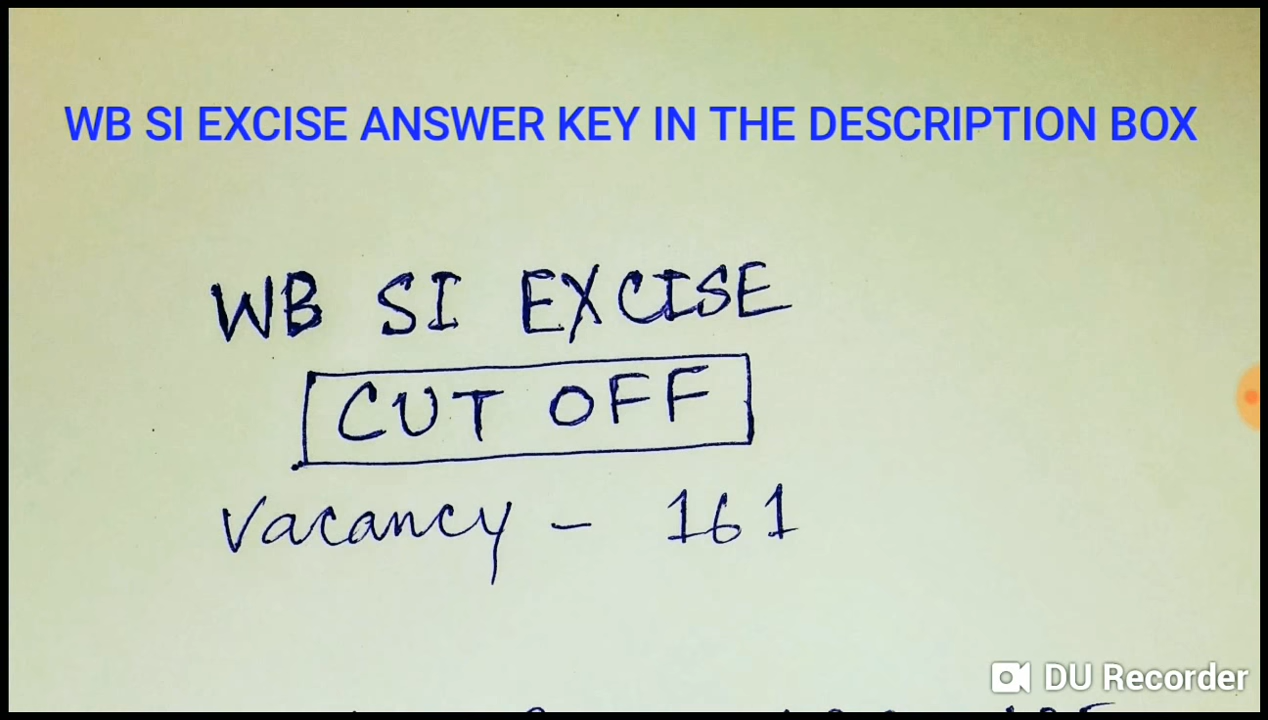 WB SI EXCISE ANSWER KEY IN THE DESCRIPTION BOX
WB SI EXCISE
CUT OFF
Vacancy - 161
DU Recorder